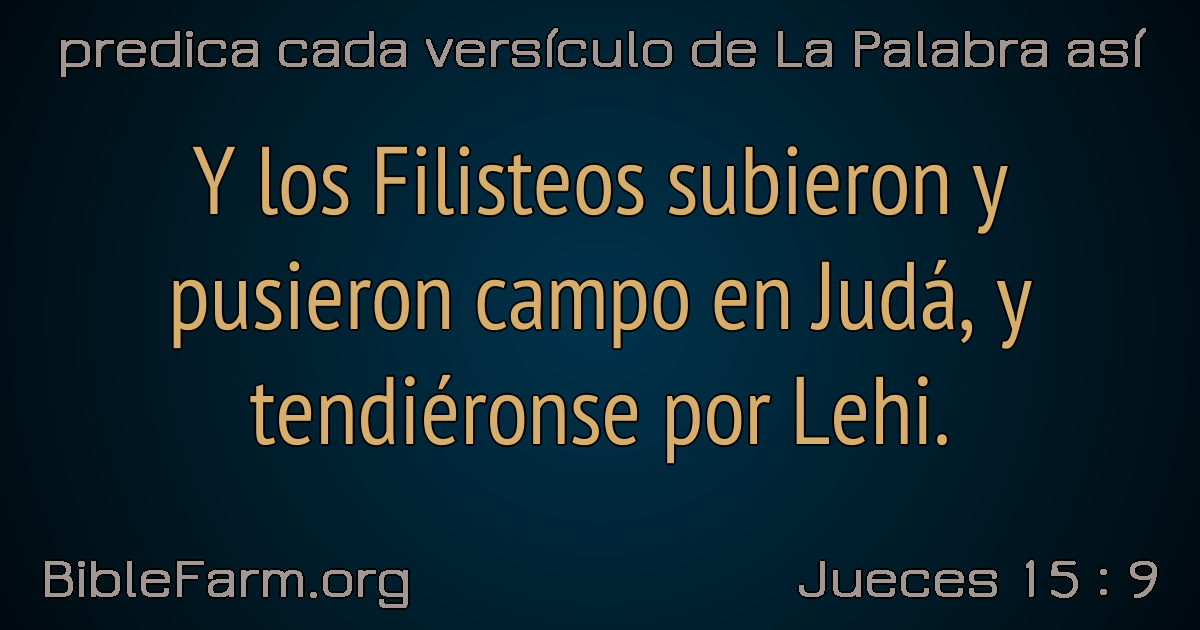 predica cada versículo de La Palabra así
Y los Filisteos subieron y
pusieron campo en Judá, y
tendiéronse por Lehi.
BibleFarm.org
Jueces 15 : 9